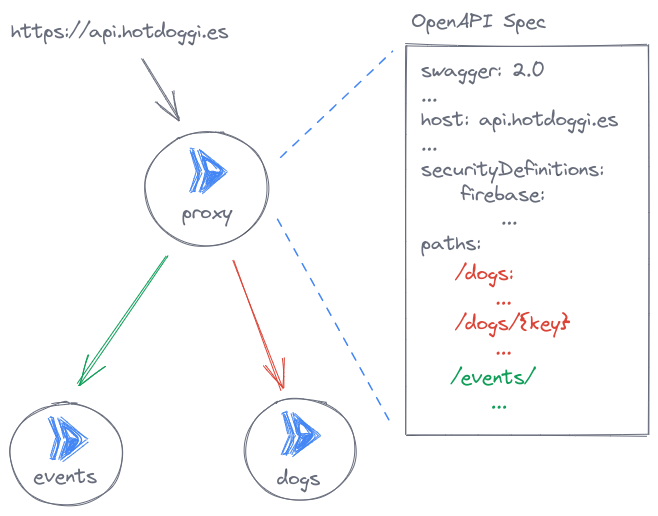 https://api.hotdoggi.es
proxy
events
dogs
OpenAPI Spec
swagger: 2.0
...
host: api.hotdoggi.es
...
securityDefinitions:
firebase:
...
paths:
/dogs:
...
/dogs/{key}
...
/events/
...